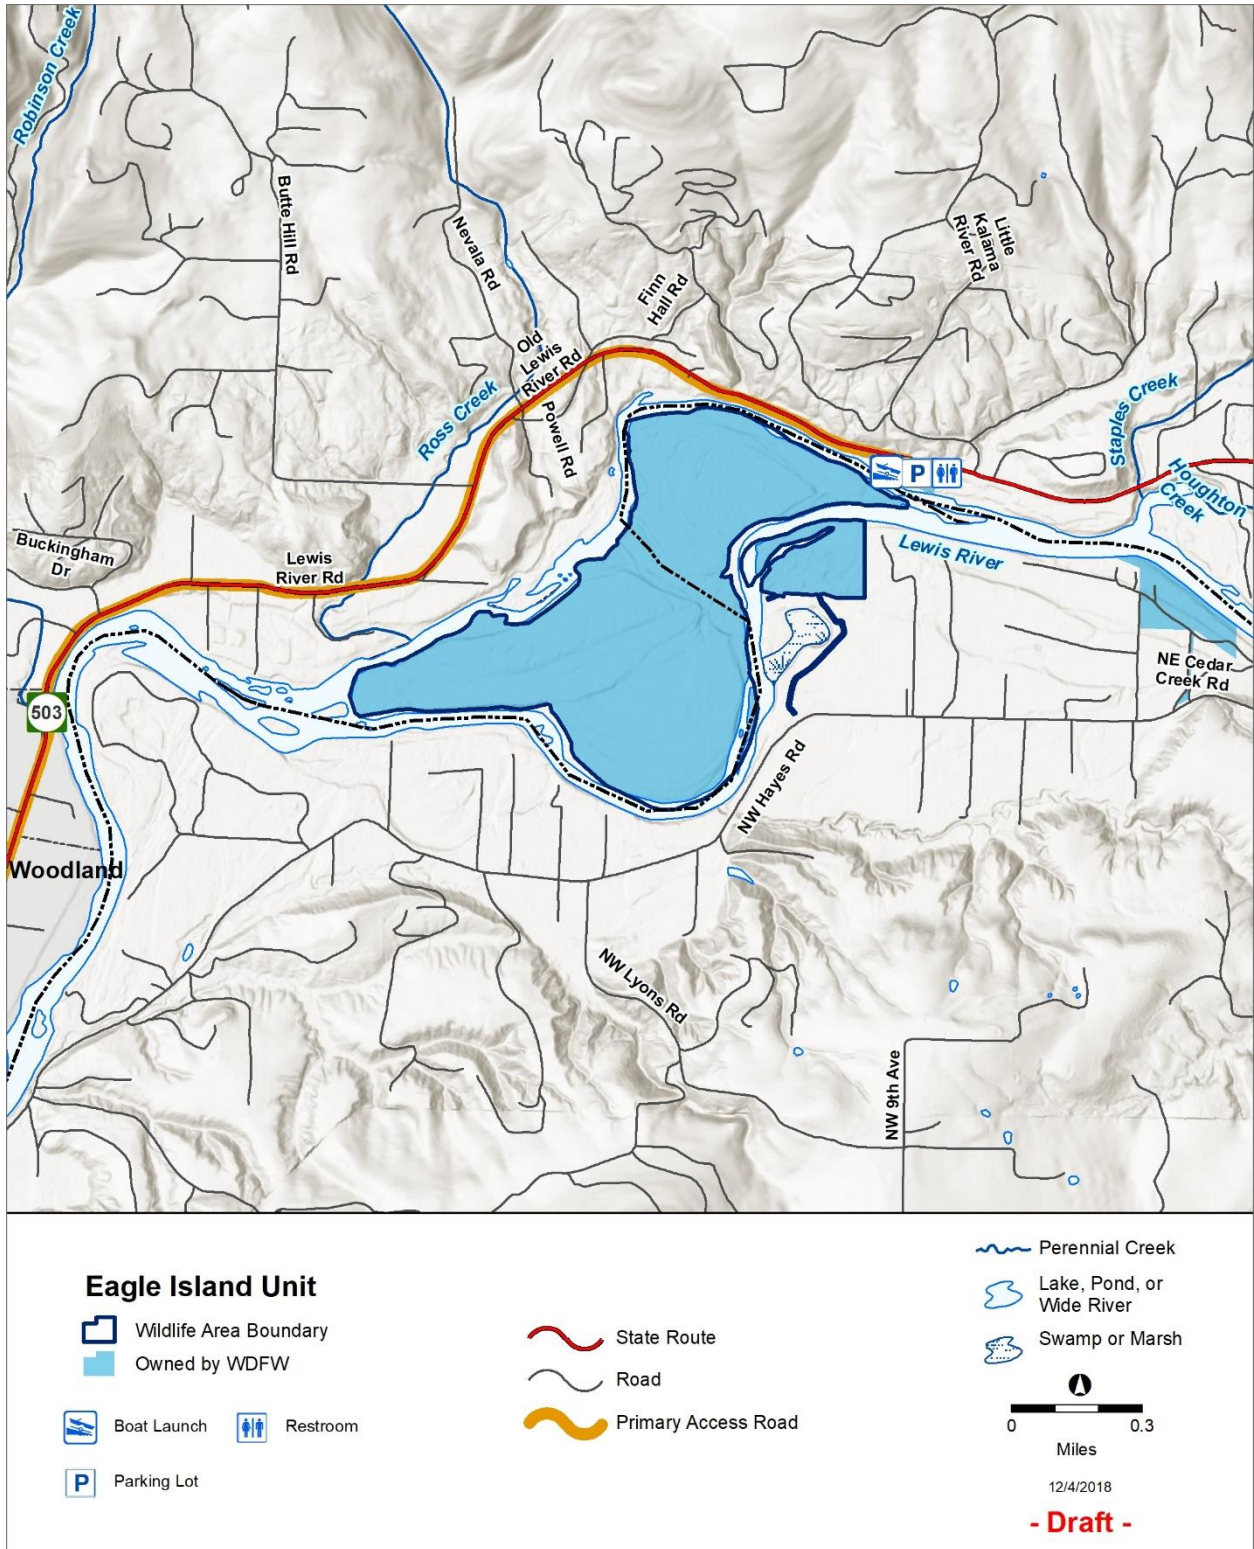 Robinson Creek
Butte Hill Rd
Nevala Rd
Finn
Hall Rd
Little
Kalama
River Rd
Old
Lewis
River Rd
Ross Creek
Powell Rd
Staples Creek
Houghton
Creek
P
Buckingham
Dr
Lewis
River Rd
Lewis River
NE Cedar
Creek Rd
503
NW Hayes Rd
Woodland
NW Lyons Rd
NW 9th Ave
Eagle Island Unit
Wildlife Area Boundary
Owned by WDFW
Boat Launch
Restroom
P
Parking Lot
State Route
Road
Primary Access Road
Perennial Creek
Lake, Pond, or
Wide River
Swamp or Marsh
0 0.3
Miles
12/4/2018
- Draft -